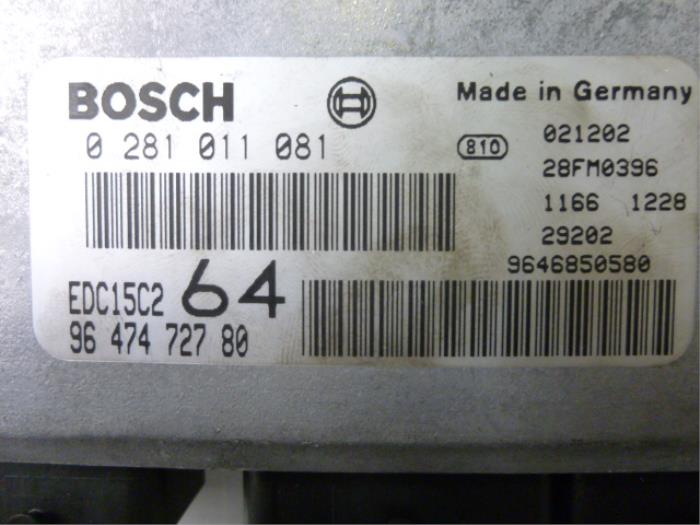 BOSCH
Made in Germany
0 281 011 081
810
021202
28FM0396
1166 1228
29202
9646850580
EDC15C2 64
96 474 727 80